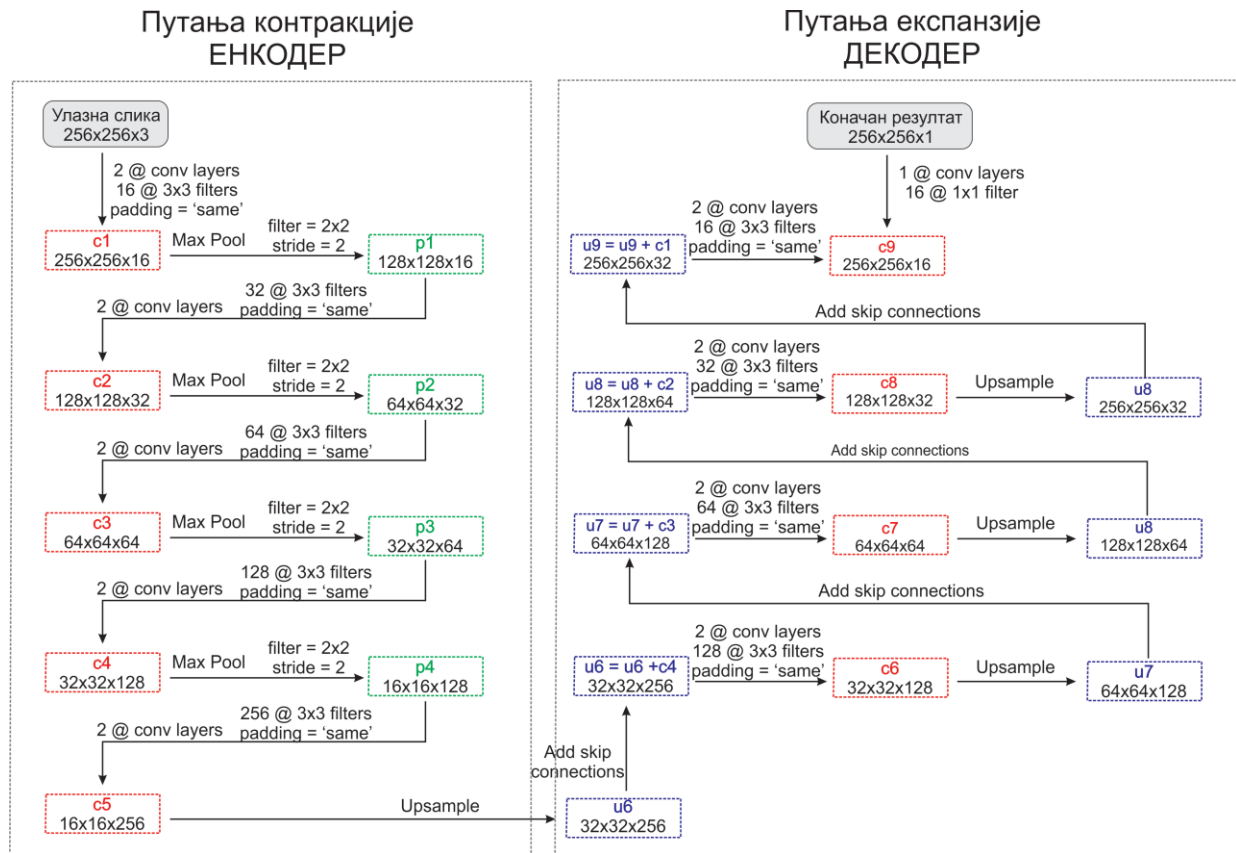 Путања контракције
ЕНКОДЕР
Улазна слика
256x256x3
2 @ conv layers
16 @ 3x3 filters
padding = ‘same’
c1
256x256x16
Max Pool
filter = 2x2
stride = 2
p1
128x128x16
32 @ 3x3 filters
padding = ‘same’
2 @ conv layers
c2
128x128x32
Max Pool
filter = 2x2
stride = 2
p2
64x64x32
64 @ 3x3 filters
padding = ‘same’
2 @ conv layers
c3
64x64x64
Max Pool
filter = 2x2
stride = 2
p3
32x32x64
128 @ 3x3 filters
padding = ‘same’
2 @ conv layers
c4
32x32x128
Max Pool
filter = 2x2
stride = 2
p4
16x16x128
256 @ 3x3 filters
padding = ‘same’
2 @ conv layers
c5
16x16x256
Upsample
Путања експанзије
ДЕКОДЕР
Коначан резултат
256x256x1
1 @ conv layers
16 @ 1x1 filter
u9 = u9 + c1
256x256x32
2 @ conv layers
16 @ 3x3 filters
padding = ‘same’
c9
256x256x16
Add skip connections
u8 = u8 + c2
128x128x64
2 @ conv layers
32 @ 3x3 filters
padding = ‘same’
c8
128x128x32
Upsample
u8
256x256x32
Add skip connections
u7 = u7 + c3
64x64x128
2 @ conv layers
64 @ 3x3 filters
padding = ‘same’
c7
64x64x64
Upsample
u8
128x128x64
Add skip connections
u6 = u6 +c4
32x32x256
2 @ conv layers
128 @ 3x3 filters
padding = ‘same’
c6
32x32x128
Upsample
u7
64x64x128
Add skip
connections
u6
32x32x256